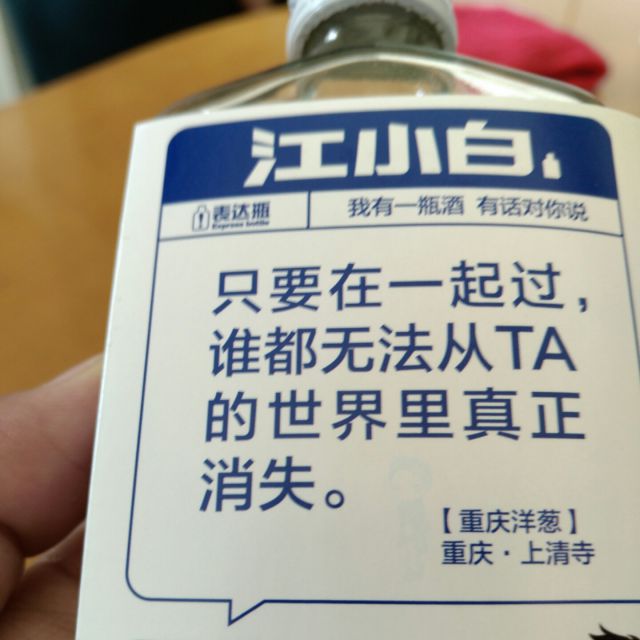 江小白
表达瓶
Express bottle
我有一瓶酒 有话对你说
只要在一起过，
谁都无法从TA
的世界里真正
消失。
【重庆洋葱】
重庆·上清寺